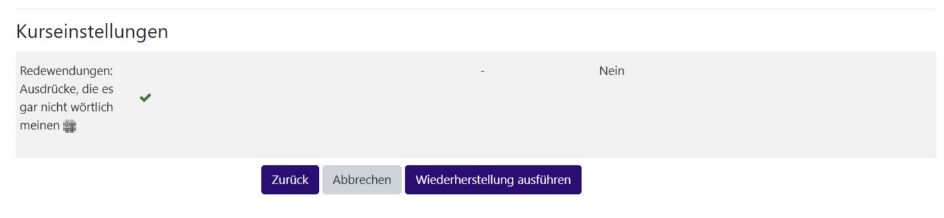 Kurseinstellungen
Redewendungen:
Ausdrücke, die es
gar nicht wörtlich
meinen
- Nein
Zurück Abbrechen Wiederherstellung ausführen